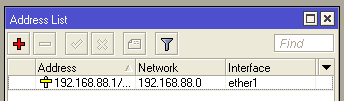 Address List
Find
Address Network Interface
192.168.88.1/... 192.168.88.0 ether1